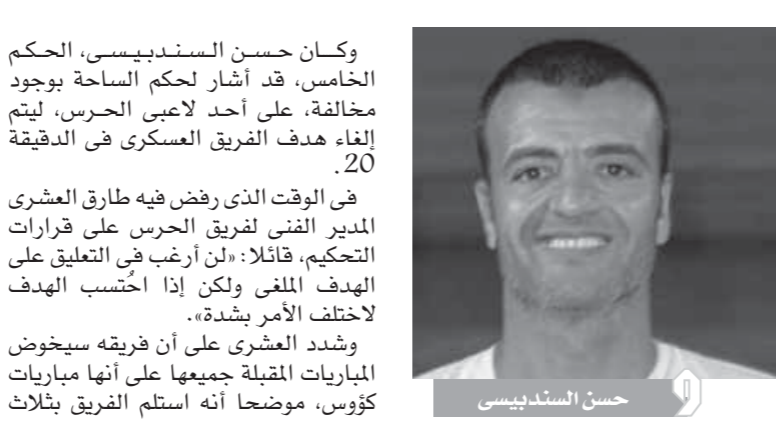 وكان حسن السندبيسى، الحكم
الخامس، قد أشار لحكم الساحة بوجود
مخالفة، على أحد لاعبى الحرس، ليتم
إلغاء هدف الفريق العسكرى فى الدقيقة
20.
فى الوقت الذى رفض فيه طارق العشرى
المدير الفنى لفريق الحرس على قرارات
التحكيم، قائلا: «لن أرغب فى التعليق على
الهدف الملغى ولكن إذا احُتسب الهدف
لاختلف الأمر بشدة».
وشدد العشرى على أن فريقه سيخوض
المباريات المقبلة جميعها على أنها مباريات
كؤوس، موضحا أنه استلم الفريق بثلاث
حسن السندبيسى